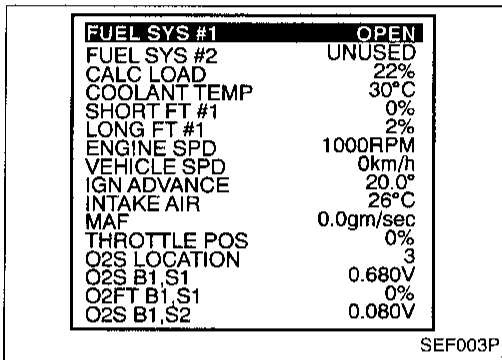 FUEL SYS #1 OPEN
FUEL SYS #2 UNUSED
CALC LOAD 22%
COOLANT TEMP 30°C
SHORT FT #1 0%
LONG FT #1 2%
ENGINE SPD 1000RPM
VEHICLE SPD 0km/h
IGN ADVANCE 20.0°
INTAKE AIR 26°C
MAF 0.0gm/sec
THROTTLE POS 0%
O2S LOCATION 3
O2S B1,S1 0.680V
O2FT B1,S1 0%
O2S B1,S2 0.080V
SEF003P